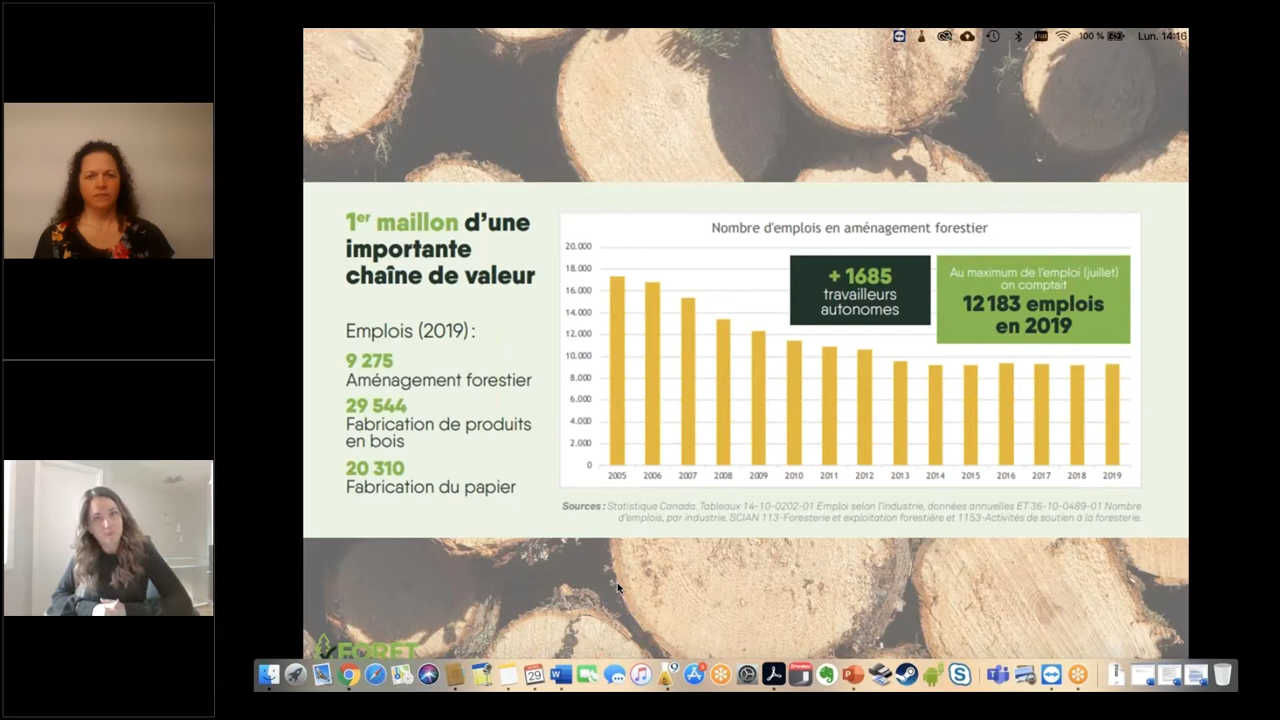 100 % Lun. 14:16
1er maillon d'une
importante
chaîne de valeur
Emplois (2019) :
9 275
Aménagement forestier
29 544
Fabrication de produits
en bois
20 310
Fabrication du papier
Nombre d'emplois en aménagement forestier
20.000
18.000
16.000
14.000
12.000
10.000
8.000
6.000
4.000
2.000
0
2005 2006 2007 2008 2009 2010 2011 2012 2013 2014 2015 2016 2017 2018 2019
+ 1685
travailleurs
autonomes
Au maximum de l'emploi (juillet)
on comptait
12 183 emplois
en 2019
Sources : Statistique Canada. Tableaux 14-10-0202-01 Emploi selon l'industrie, données annuelles ET 36-10-0489-01 Nombre
d'emplois, par industrie. SCIAN 113-Foresterie et exploitation forestière et 1153-Activités de soutien à la foresterie.
FORÊT
29